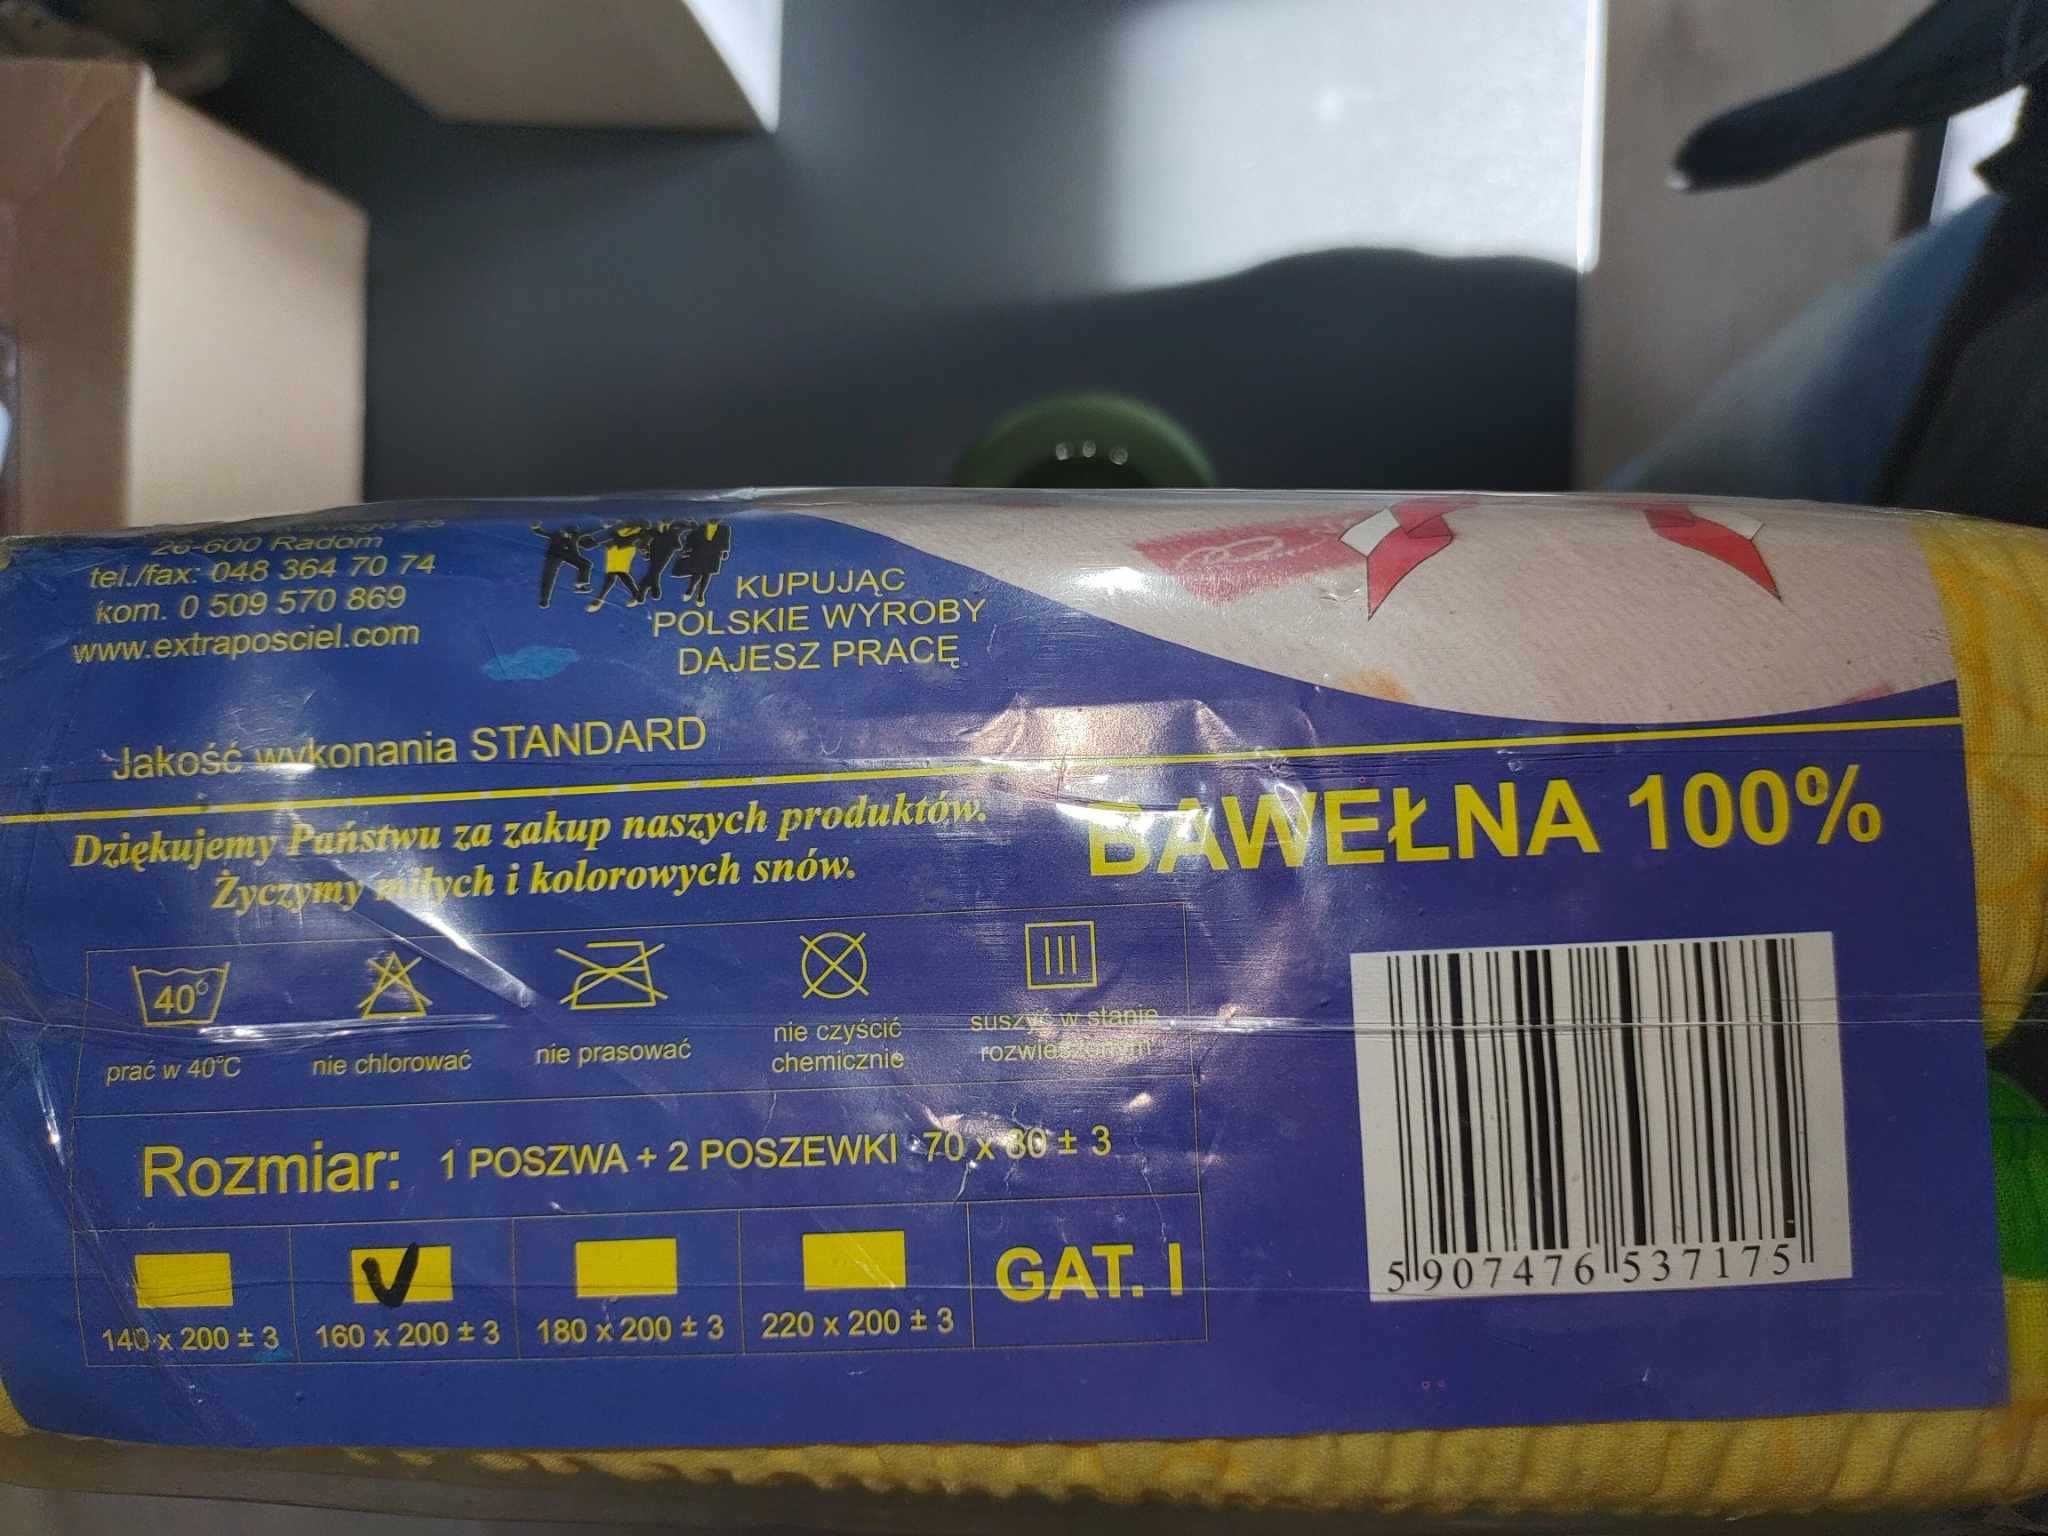 26-600 Radom
tel./fax: 048 364 70 74
kom. 0 509 570 869
www.extraposciel.com
KUPUJĄC
POLSKIE WYROBY
DAJESZ PRACĘ
Jakość wykonania STANDARD
Dziękujemy Państwu za zakup naszych produktów.
Życzymy miłych i kolorowych snów.
BAWEŁNA 100%
40°
prać w 40°C
nie chlorować
nie prasować
nie czyścić
chemicznie
suszyć w stanie
rozwieszonym
Rozmiar: 1 POSZWA + 2 POSZEWKI 70 x 80 ± 3
140 x 200 ± 3
160 x 200 ± 3
180 x 200 ± 3
220 x 200 ± 3
GAT. I
5907476537175